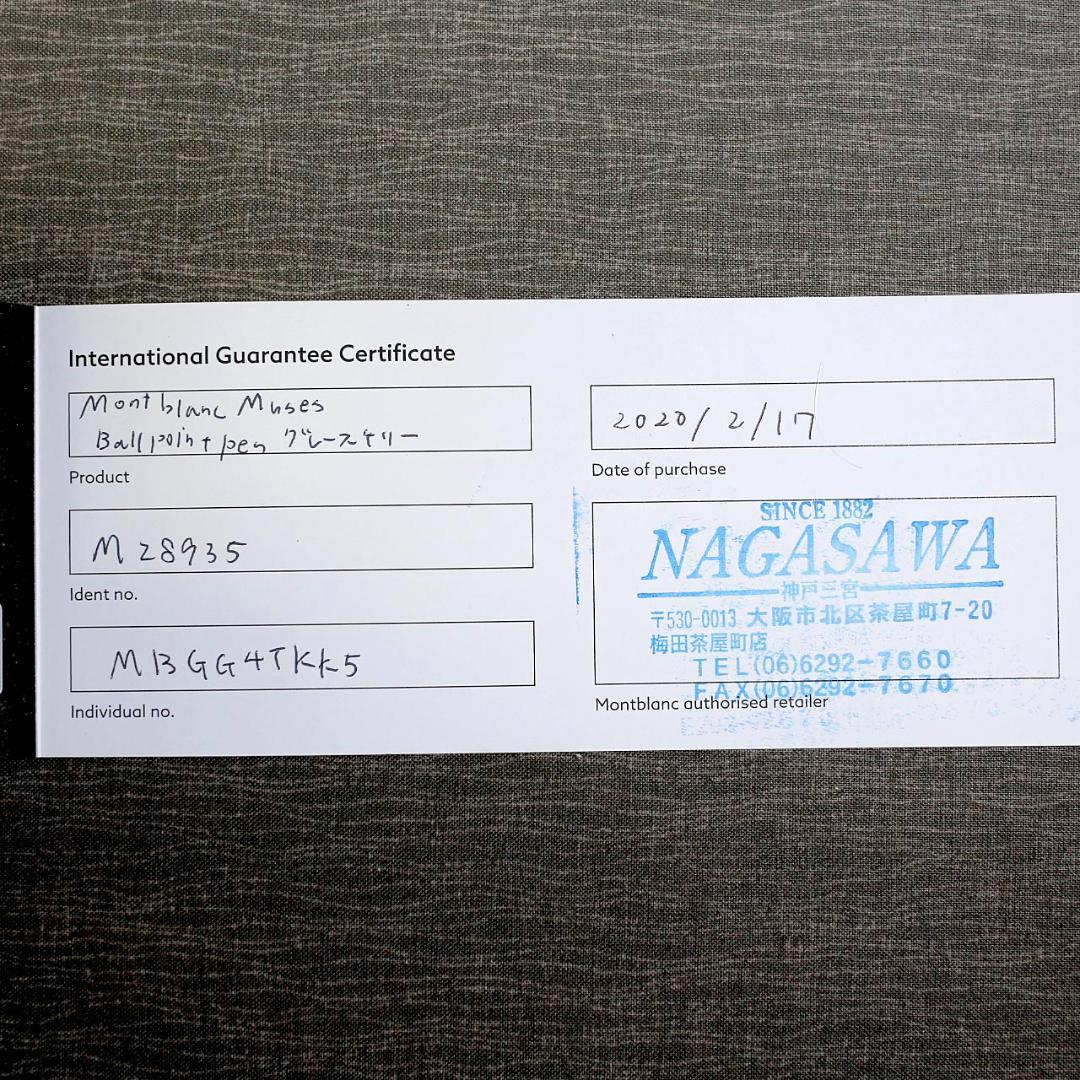 International Guarantee Certificate
Montblanc Muses
Ballpoint pen グレースケリー
Product
M28935
Ident no.
MBGG4TKK5
Individual no.
2020/2/17
Date of purchase
SINCE 1882
NAGASAWA
神戸三宮
〒530-0013 大阪市北区茶屋町7-20
梅田茶屋町店
TEL(06)6292-7660
FAX(06)6292-7670
Montblanc authorised retailer